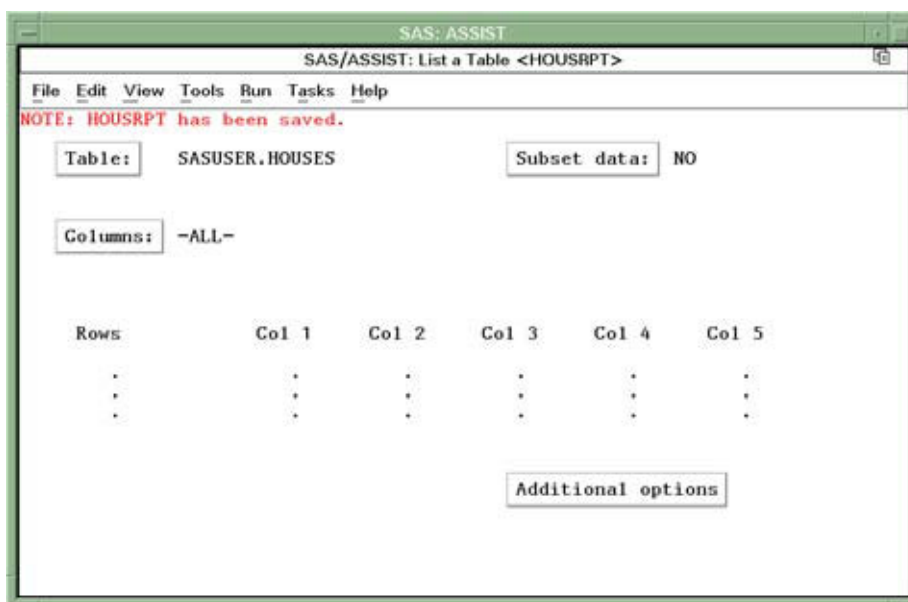 SAS: ASSIST
SAS/ASSIST: List a Table <HOUSRPT>
File Edit View Tools Run Tasks Help
NOTE: HOUSRPT has been saved.
Table: SASUSER.HOUSES Subset data: NO
Columns: -ALL-
Rows Col 1 Col 2 Col 3 Col 4 Col 5
. . . . . .
. . . . . .
. . . . . .
Additional options